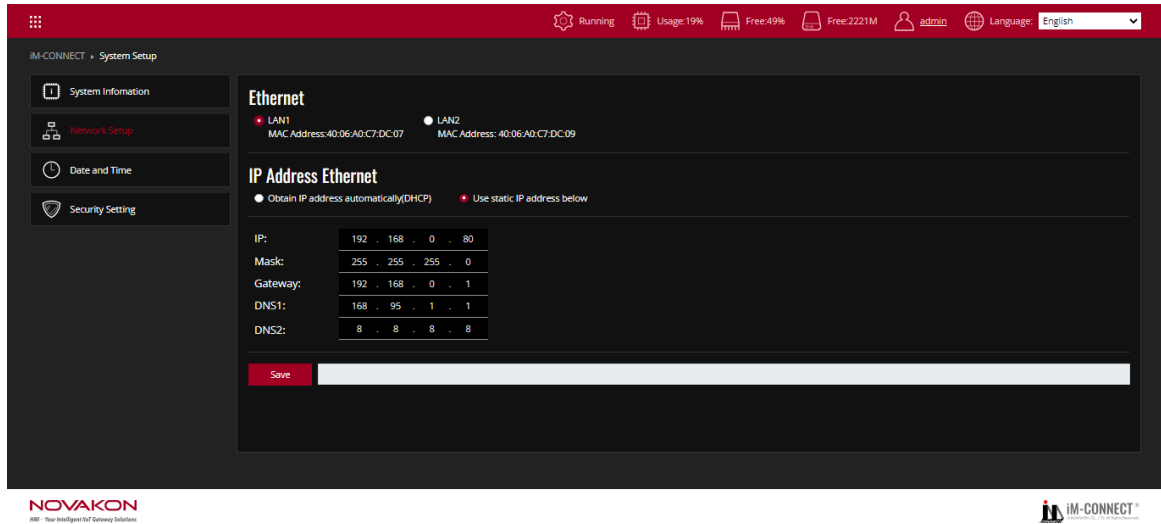 Running Usage:19% Free:49% Free:2221M admin Language: English
iM-CONNECT ▸ System Setup
System Infomation
Network Setup
Date and Time
Security Setting
Ethernet
LAN1 LAN2
MAC Address:40:06:A0:C7:DC:07 MAC Address: 40:06:A0:C7:DC:09
IP Address Ethernet
Obtain IP address automatically(DHCP) Use static IP address below
IP: 192 . 168 . 0 . 80
Mask: 255 . 255 . 255 . 0
Gateway: 192 . 168 . 0 . 1
DNS1: 168 . 95 . 1 . 1
DNS2: 8 . 8 . 8 . 8
Save
NOVAKON
HMI - Your Intelligent IIoT Gateway Solutions
iM-CONNECT ®